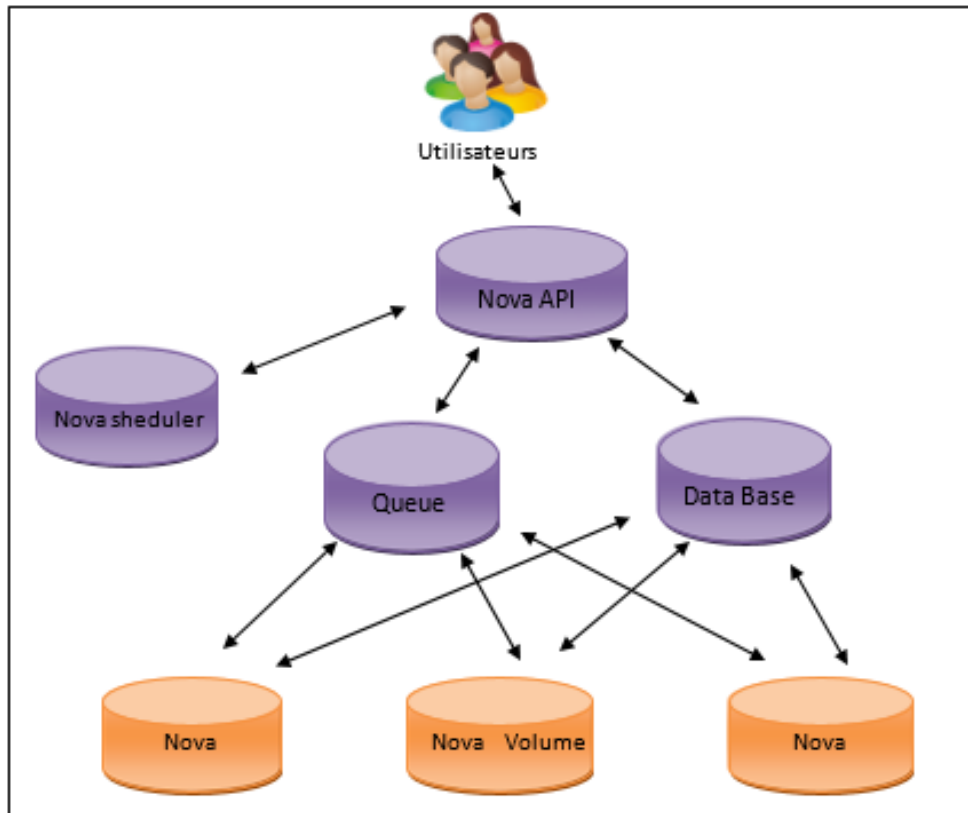 Utilisateurs
Nova API
Nova sheduler
Queue
Data Base
Nova
Nova Volume
Nova